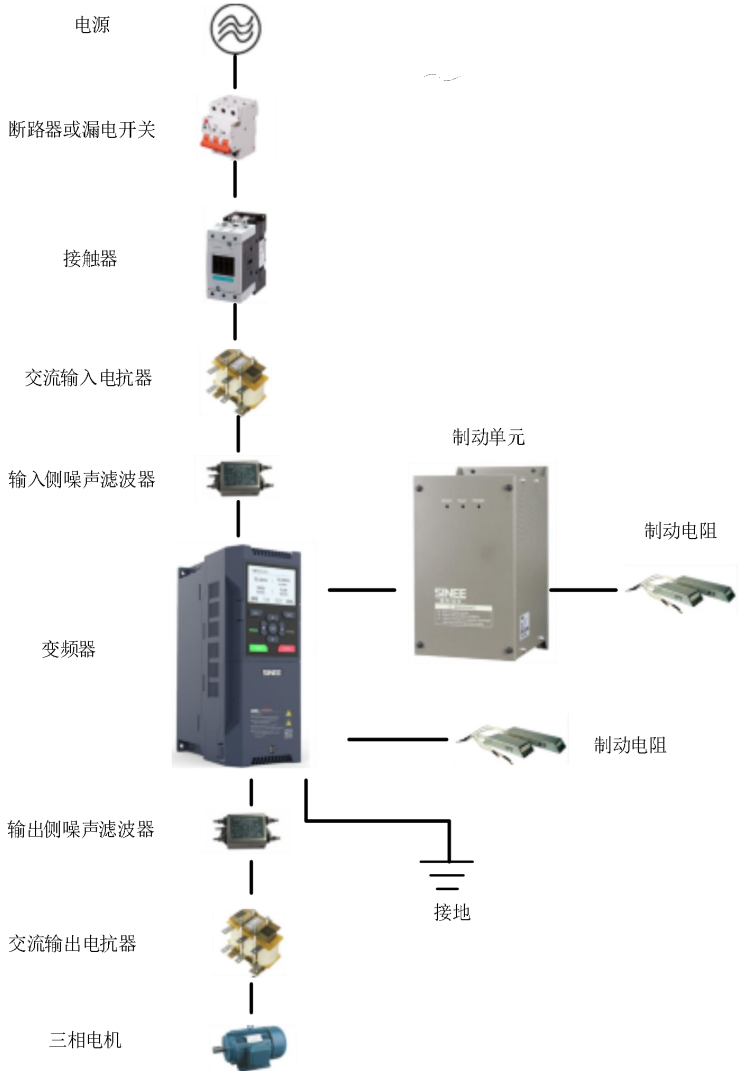 电源
断路器或漏电开关
接触器
交流输入电抗器
制动单元
输入侧噪声滤波器
制动电阻
SINEE
变频器
SINEE
制动电阻
输出侧噪声滤波器
接地
交流输出电抗器
三相电机